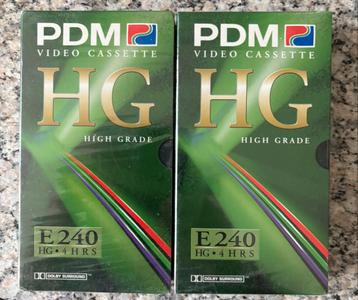 PDM
VIDEO CASSETTE
HG
HIGH GRADE
E240
HG • 4 HRS
DOLBY SURROUND
PDM
VIDEO CASSETTE
HG
HIGH GRADE
E240
HG • 4 HRS
DOLBY SURROUND